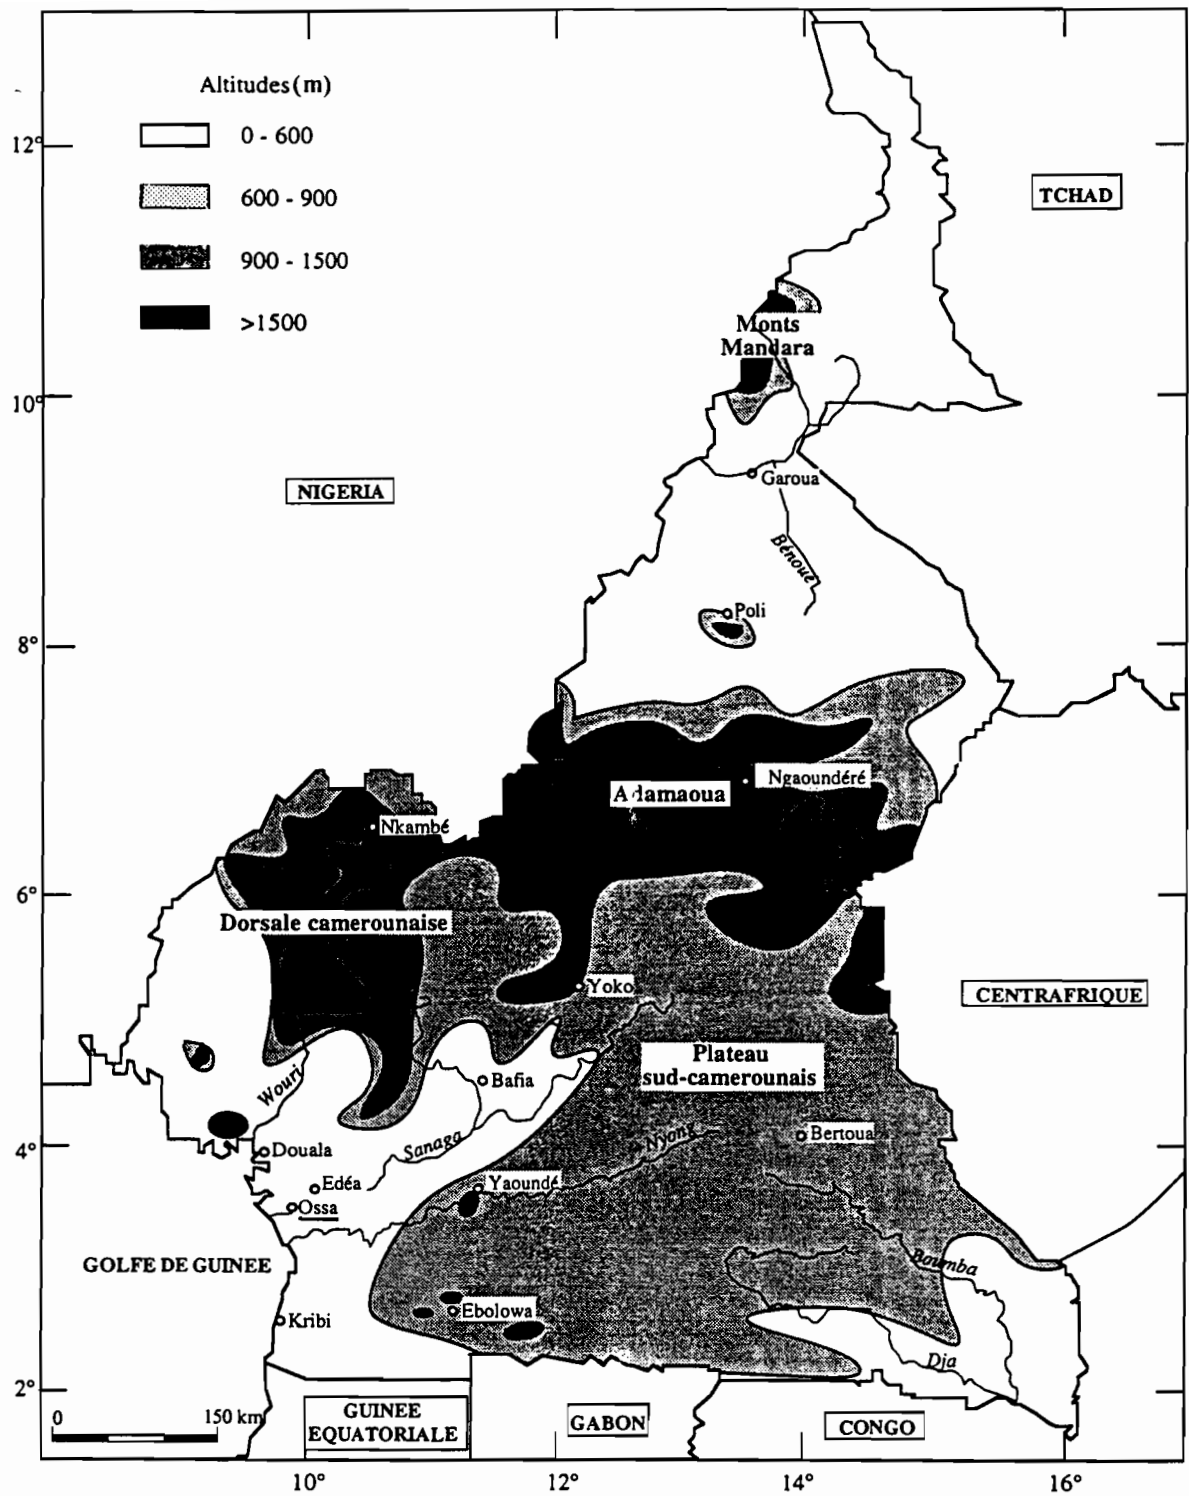 Altitudes (m)
0 - 600
600 - 900
900 - 1500
>1500
12°
TCHAD
Monts
Mandara
10°
NIGERIA
Garoua
Bénoué
Poli
8°
Ngaoundéré
Adamaoua
Nkambé
6°
Dorsale camerounaise
Yoko
CENTRAFRIQUE
Plateau
sud-camerounais
Bafia
Wouri
Bertoua
Nyong
Sanaga
4°
Douala
Yaoundé
Edéa
Ossa
GOLFE DE GUINEE
Boumba
Ebolowa
Kribi
Dja
2°
0 150 km
GUINEE
EQUATORIALE
GABON
CONGO
10° 12° 14° 16°